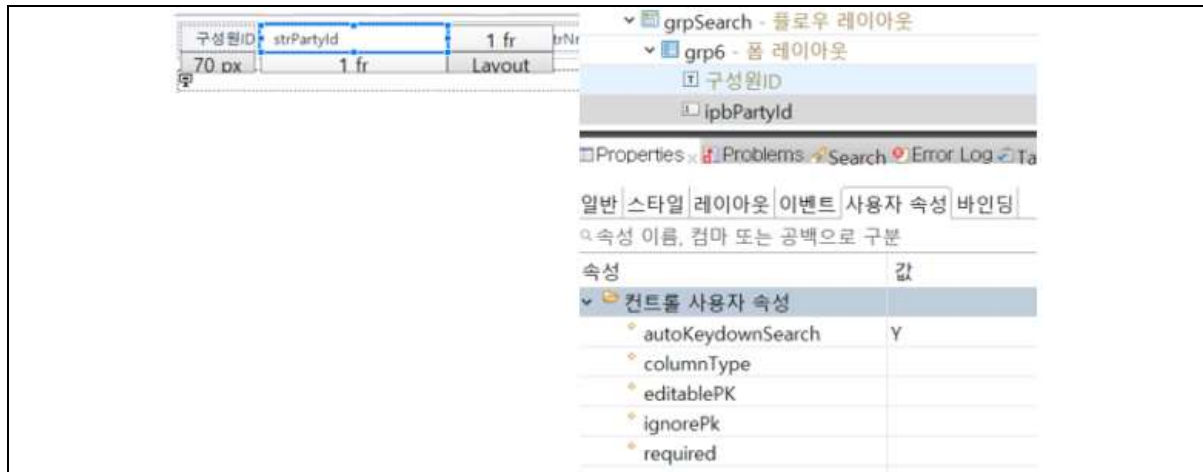 구성원ID strPartyId 1 fr
70 px 1 fr Layout
grpSearch - 플로우 레이아웃
grp6 - 폼 레이아웃
구성원ID
ipbPartyId
Properties Problems Search Error Log Ta
일반 스타일 레이아웃 이벤트 사용자 속성 바인딩
속성 이름, 컴마 또는 공백으로 구분
속성 값
컨트롤 사용자 속성
autoKeydownSearch Y
columnType
editablePK
ignorePk
required